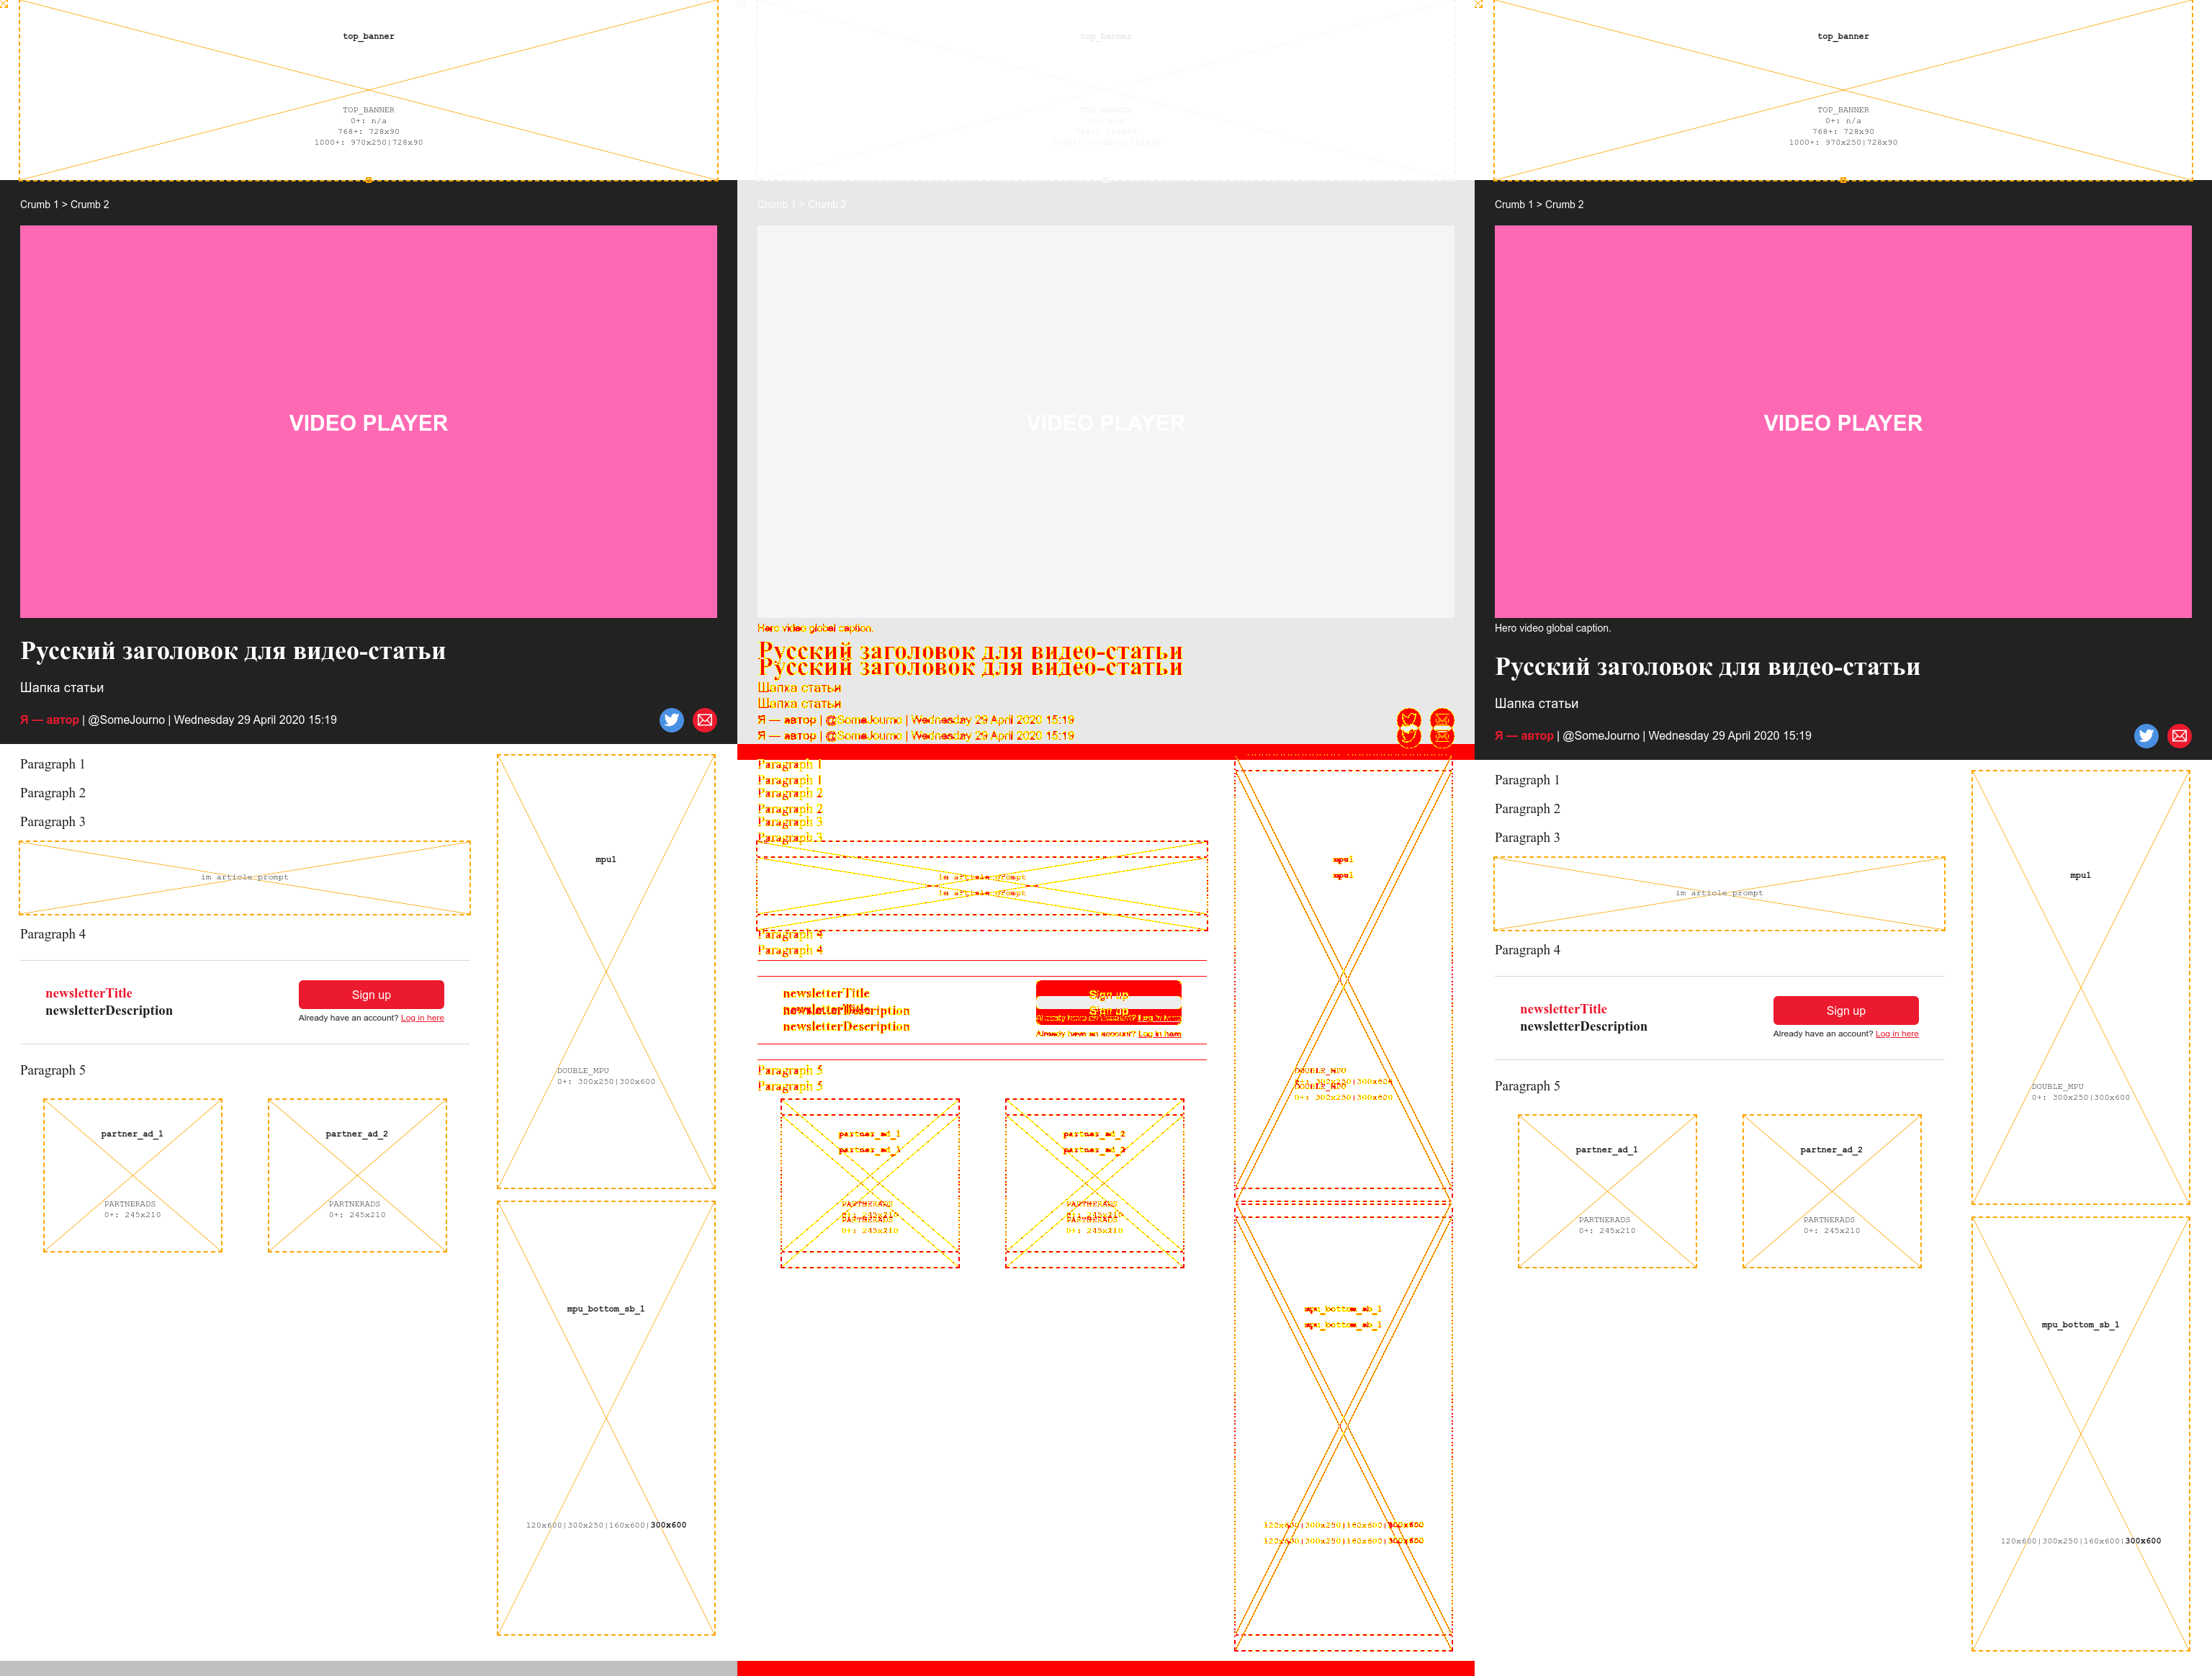 top_banner
TOP_BANNER
0+: n/a
768+: 728x90
1000+: 970x250|728x90
Crumb 1 > Crumb 2
VIDEO PLAYER
Русский заголовок для видео-статьи
Шапка статьи
Я — автор | @SomeJourno | Wednesday 29 April 2020 15:19
Paragraph 1
Paragraph 2
Paragraph 3
im article prompt
Paragraph 4
newsletterTitle
newsletterDescription
Sign up
Already have an account? Log in here
Paragraph 5
partner_ad_1
PARTNERADS
0+: 245x210
partner_ad_2
PARTNERADS
0+: 245x210
mpu1
DOUBLE_MPU
0+: 300x250|300x600
mpu_bottom_sb_1
120x600|300x250|160x600|300x600
top_banner
TOP_BANNER
0+: n/a
768+: 728x90
1000+: 970x250|728x90
Crumb 1 > Crumb 2
VIDEO PLAYER
Hero video global caption.
Русский заголовок для видео-статьи
Русский заголовок для видео-статьи
Шапка статьи
Шапка статьи
Я — автор | @SomeJourno | Wednesday 29 April 2020 15:19
Я — автор | @SomeJourno | Wednesday 29 April 2020 15:19
Paragraph 1
Paragraph 1
Paragraph 2
Paragraph 2
Paragraph 3
Paragraph 3
im article prompt
im article prompt
Paragraph 4
Paragraph 4
newsletterTitle
newsletterTitle
newsletterDescription
newsletterDescription
Sign up
Sign up
Already have an account? Log in here
Already have an account? Log in here
Paragraph 5
Paragraph 5
partner_ad_1
partner_ad_1
PARTNERADS
0+: 245x210
PARTNERADS
0+: 245x210
partner_ad_2
partner_ad_2
PARTNERADS
0+: 245x210
PARTNERADS
0+: 245x210
mpu1
mpu1
DOUBLE_MPU
0+: 300x250|300x600
DOUBLE_MPU
0+: 300x250|300x600
mpu_bottom_sb_1
mpu_bottom_sb_1
120x600|300x250|160x600|300x600
120x600|300x250|160x600|300x600
top_banner
TOP_BANNER
0+: n/a
768+: 728x90
1000+: 970x250|728x90
Crumb 1 > Crumb 2
VIDEO PLAYER
Hero video global caption.
Русский заголовок для видео-статьи
Шапка статьи
Я — автор | @SomeJourno | Wednesday 29 April 2020 15:19
Paragraph 1
Paragraph 2
Paragraph 3
im article prompt
Paragraph 4
newsletterTitle
newsletterDescription
Sign up
Already have an account? Log in here
Paragraph 5
partner_ad_1
PARTNERADS
0+: 245x210
partner_ad_2
PARTNERADS
0+: 245x210
mpu1
DOUBLE_MPU
0+: 300x250|300x600
mpu_bottom_sb_1
120x600|300x250|160x600|300x600